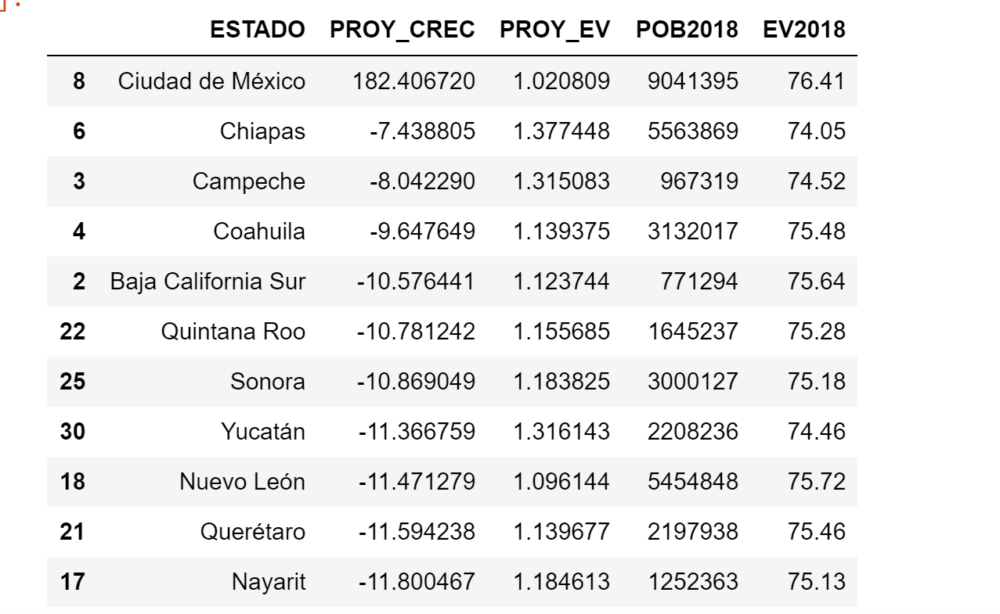 ]:
ESTADO PROY_CREC PROY_EV POB2018 EV2018
8 Ciudad de México 182.406720 1.020809 9041395 76.41
6 Chiapas -7.438805 1.377448 5563869 74.05
3 Campeche -8.042290 1.315083 967319 74.52
4 Coahuila -9.647649 1.139375 3132017 75.48
2 Baja California Sur -10.576441 1.123744 771294 75.64
22 Quintana Roo -10.781242 1.155685 1645237 75.28
25 Sonora -10.869049 1.183825 3000127 75.18
30 Yucatán -11.366759 1.316143 2208236 74.46
18 Nuevo León -11.471279 1.096144 5454848 75.72
21 Querétaro -11.594238 1.139677 2197938 75.46
17 Nayarit -11.800467 1.184613 1252363 75.13